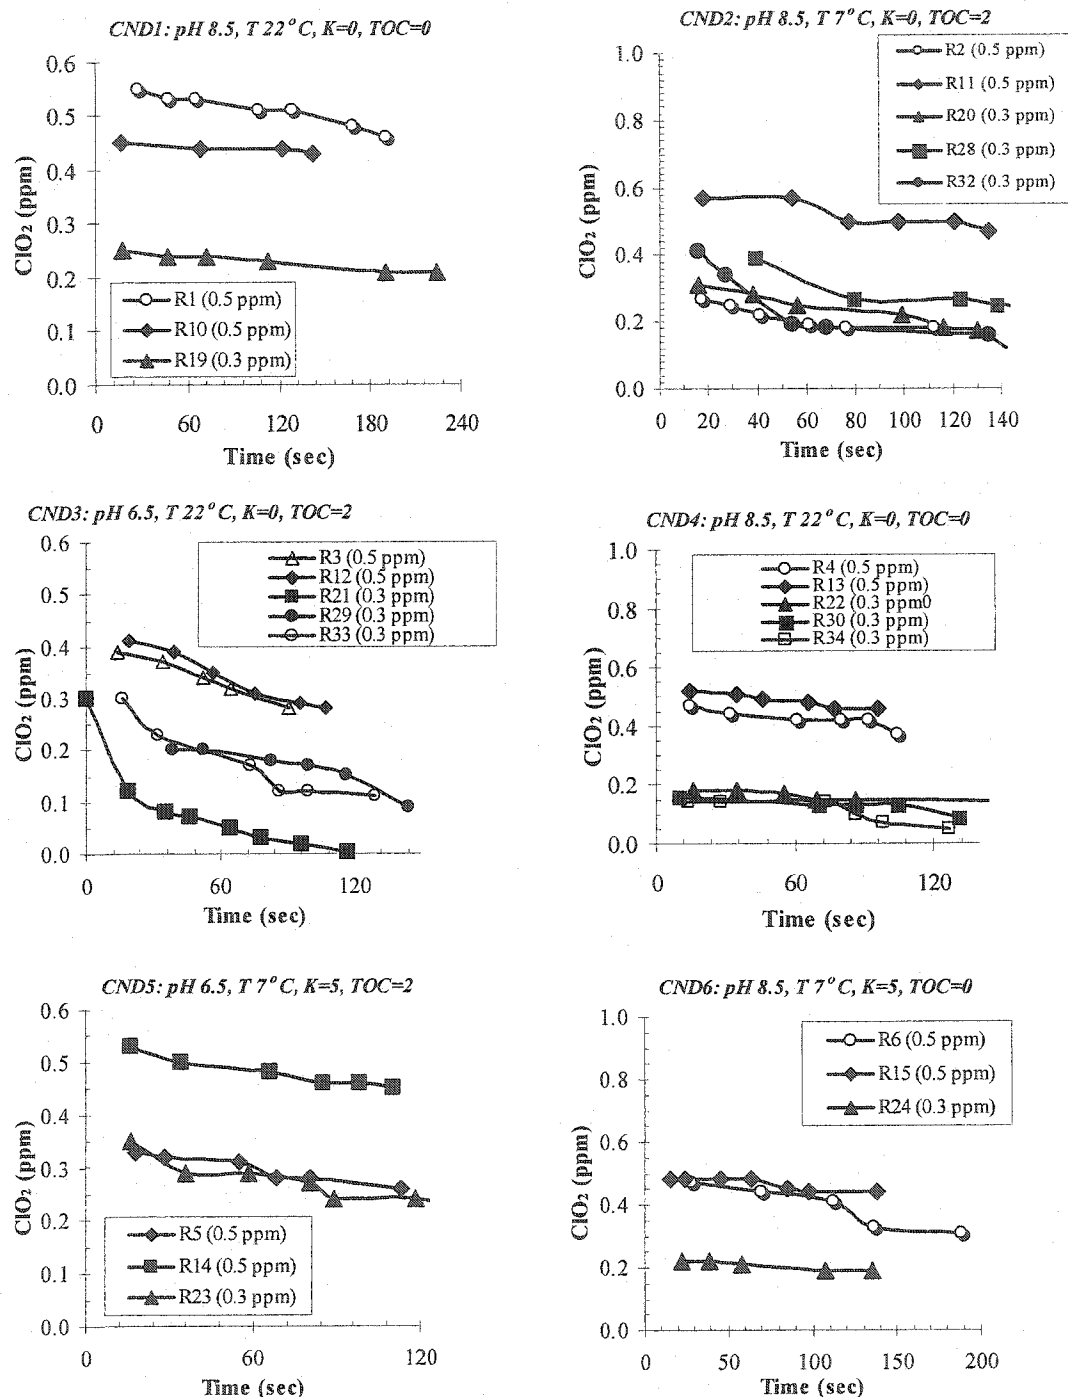 CND1: pH 8.5, T 22°C, K=0, TOC=0
0.6
0.5
0.4
0.3
0.2
0.1
0.0
ClO₂ (ppm)
R1 (0.5 ppm)
R10 (0.5 ppm)
R19 (0.3 ppm)
0 60 120 180 240
Time (sec)
CND2: pH 8.5, T 7°C, K=0, TOC=2
1.0
0.8
0.6
0.4
0.2
0.0
ClO₂ (ppm)
R2 (0.5 ppm)
R11 (0.5 ppm)
R20 (0.3 ppm)
R28 (0.3 ppm)
R32 (0.3 ppm)
0 20 40 60 80 100 120 140
Time (sec)
CND3: pH 6.5, T 22°C, K=0, TOC=2
0.6
0.5
0.4
0.3
0.2
0.1
0.0
ClO₂ (ppm)
R3 (0.5 ppm)
R12 (0.5 ppm)
R21 (0.3 ppm)
R29 (0.3 ppm)
R33 (0.3 ppm)
0 60 120
Time (sec)
CND4: pH 8.5, T 22°C, K=0, TOC=0
1.0
0.8
0.6
0.4
0.2
0.0
ClO₂ (ppm)
R4 (0.5 ppm)
R13 (0.5 ppm)
R22 (0.3 ppm0
R30 (0.3 ppm)
R34 (0.3 ppm)
0 60 120
Time (sec)
CND5: pH 6.5, T 7°C, K=5, TOC=2
0.6
0.5
0.4
0.3
0.2
0.1
0.0
ClO₂ (ppm)
R5 (0.5 ppm)
R14 (0.5 ppm)
R23 (0.3 ppm)
0 60 120
Time (sec)
CND6: pH 8.5, T 7°C, K=5, TOC=0
1.0
0.8
0.6
0.4
0.2
0.0
ClO₂ (ppm)
R6 (0.5 ppm)
R15 (0.5 ppm)
R24 (0.3 ppm)
0 50 100 150 200
Time (sec)